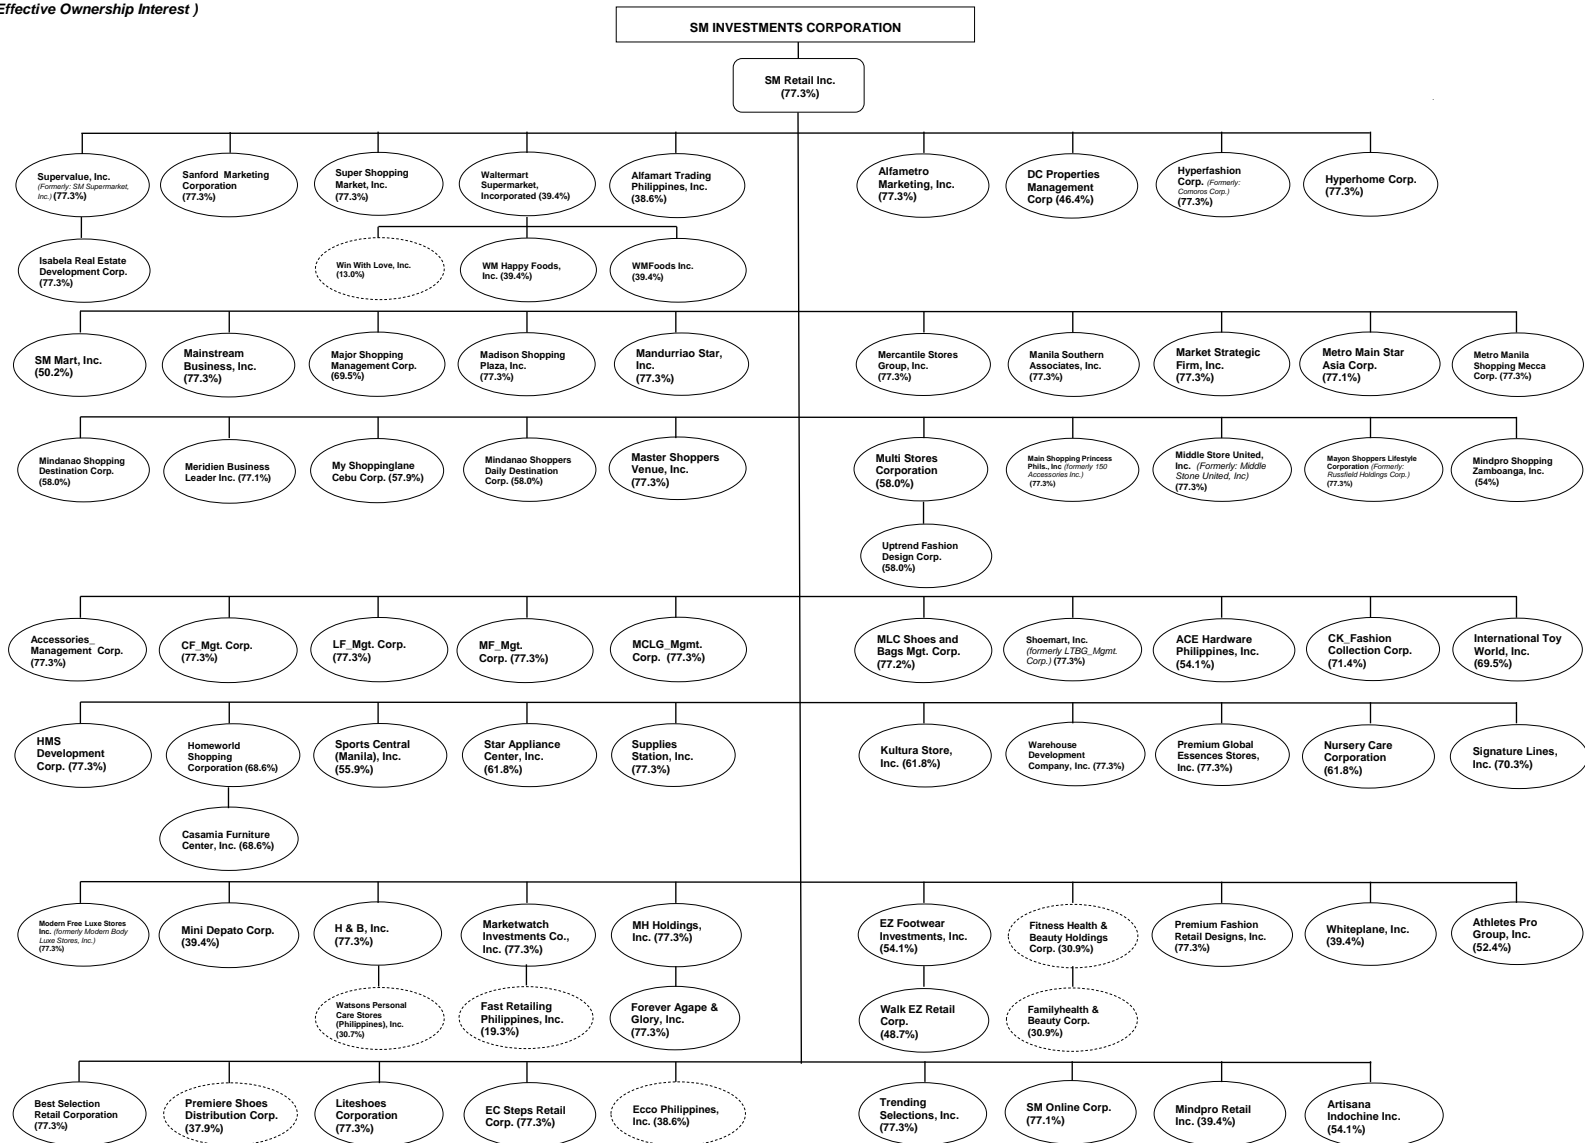 Effective Ownership Interest )
SM INVESTMENTS CORPORATION
SM Retail Inc.
(77.3%)
Supervalue, Inc.
(Formerly: SM Supermarket,
Inc.) (77.3%)
Sanford Marketing
Corporation
(77.3%)
Super Shopping
Market, Inc.
(77.3%)
Waltermart
Supermarket,
Incorporated (39.4%)
Alfamart Trading
Philippines, Inc.
(38.6%)
Alfametro
Marketing, Inc.
(77.3%)
DC Properties
Management
Corp (46.4%)
Hyperfashion
Corp. (Formerly:
Comoros Corp.)
(77.3%)
Hyperhome Corp.
(77.3%)
Isabela Real Estate
Development Corp.
(77.3%)
Win With Love, Inc.
(13.0%)
WM Happy Foods,
Inc. (39.4%)
WMFoods Inc.
(39.4%)
SM Mart, Inc.
(50.2%)
Mainstream
Business, Inc.
(77.3%)
Major Shopping
Management Corp.
(69.5%)
Madison Shopping
Plaza, Inc.
(77.3%)
Mandurriao Star,
Inc.
(77.3%)
Mercantile Stores
Group, Inc.
(77.3%)
Manila Southern
Associates, Inc.
(77.3%)
Market Strategic
Firm, Inc.
(77.3%)
Metro Main Star
Asia Corp.
(77.1%)
Metro Manila
Shopping Mecca
Corp. (77.3%)
Mindanao Shopping
Destination Corp.
(58.0%)
Meridien Business
Leader Inc. (77.1%)
My Shoppinglane
Cebu Corp. (57.9%)
Mindanao Shoppers
Daily Destination
Corp. (58.0%)
Master Shoppers
Venue, Inc.
(77.3%)
Multi Stores
Corporation
(58.0%)
Main Shopping Princess
Phils., Inc (formerly 150
Accessories Inc.)
(77.3%)
Middle Store United,
Inc. (Formerly: Middle
Stone United, Inc)
(77.3%)
Mayon Shoppers Lifestyle
Corporation (Formerly:
Russfield Holdings Corp.)
(77.3%)
Mindpro Shopping
Zamboanga, Inc.
(54%)
Uptrend Fashion
Design Corp.
(58.0%)
Accessories_
Management Corp.
(77.3%)
CF_Mgt. Corp.
(77.3%)
LF_Mgt. Corp.
(77.3%)
MF_Mgt.
Corp. (77.3%)
MCLG_Mgmt.
Corp. (77.3%)
MLC Shoes and
Bags Mgt. Corp.
(77.2%)
Shoemart, Inc.
(formerly LTBG_Mgmt.
Corp.) (77.3%)
ACE Hardware
Philippines, Inc.
(54.1%)
CK_Fashion
Collection Corp.
(71.4%)
International Toy
World, Inc.
(69.5%)
HMS
Development
Corp. (77.3%)
Homeworld
Shopping
Corporation (68.6%)
Sports Central
(Manila), Inc.
(55.9%)
Star Appliance
Center, Inc.
(61.8%)
Supplies
Station, Inc.
(77.3%)
Kultura Store,
Inc. (61.8%)
Warehouse
Development
Company, Inc. (77.3%)
Premium Global
Essences Stores,
Inc. (77.3%)
Nursery Care
Corporation
(61.8%)
Signature Lines,
Inc. (70.3%)
Casamia Furniture
Center, Inc. (68.6%)
Modern Free Luxe Stores
Inc. (formerly Modern Body
Luxe Stores, Inc.)
(77.3%)
Mini Depato Corp.
(39.4%)
H & B, Inc.
(77.3%)
Marketwatch
Investments Co.,
Inc. (77.3%)
MH Holdings,
Inc. (77.3%)
EZ Footwear
Investments, Inc.
(54.1%)
Fitness Health &
Beauty Holdings
Corp. (30.9%)
Premium Fashion
Retail Designs, Inc.
(77.3%)
Whiteplane, Inc.
(39.4%)
Athletes Pro
Group, Inc.
(52.4%)
Watsons Personal
Care Stores
(Philippines), Inc.
(30.7%)
Fast Retailing
Philippines, Inc.
(19.3%)
Forever Agape &
Glory, Inc.
(77.3%)
Walk EZ Retail
Corp.
(48.7%)
Familyhealth &
Beauty Corp.
(30.9%)
Best Selection
Retail Corporation
(77.3%)
Premiere Shoes
Distribution Corp.
(37.9%)
Liteshoes
Corporation
(77.3%)
EC Steps Retail
Corp. (77.3%)
Ecco Philippines,
Inc. (38.6%)
Trending
Selections, Inc.
(77.3%)
SM Online Corp.
(77.1%)
Mindpro Retail
Inc. (39.4%)
Artisana
Indochine Inc.
(54.1%)